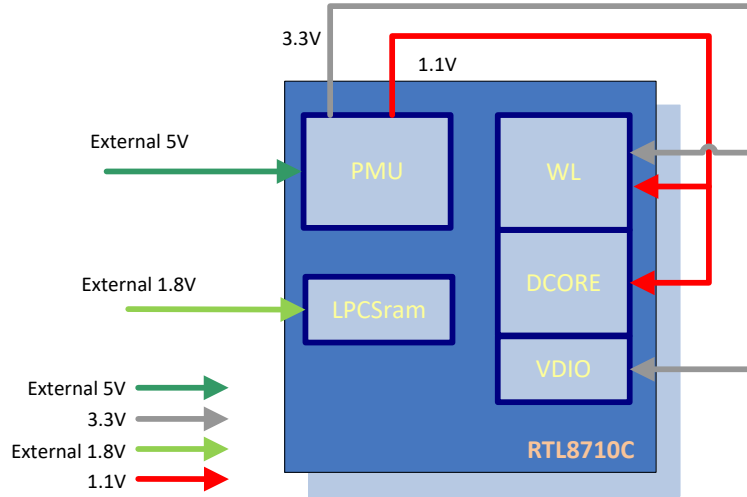 3.3V
1.1V
External 5V
PMU
WL
External 1.8V
LPCSram
DCORE
VDIO
External 5V
3.3V
External 1.8V
1.1V
RTL8710C